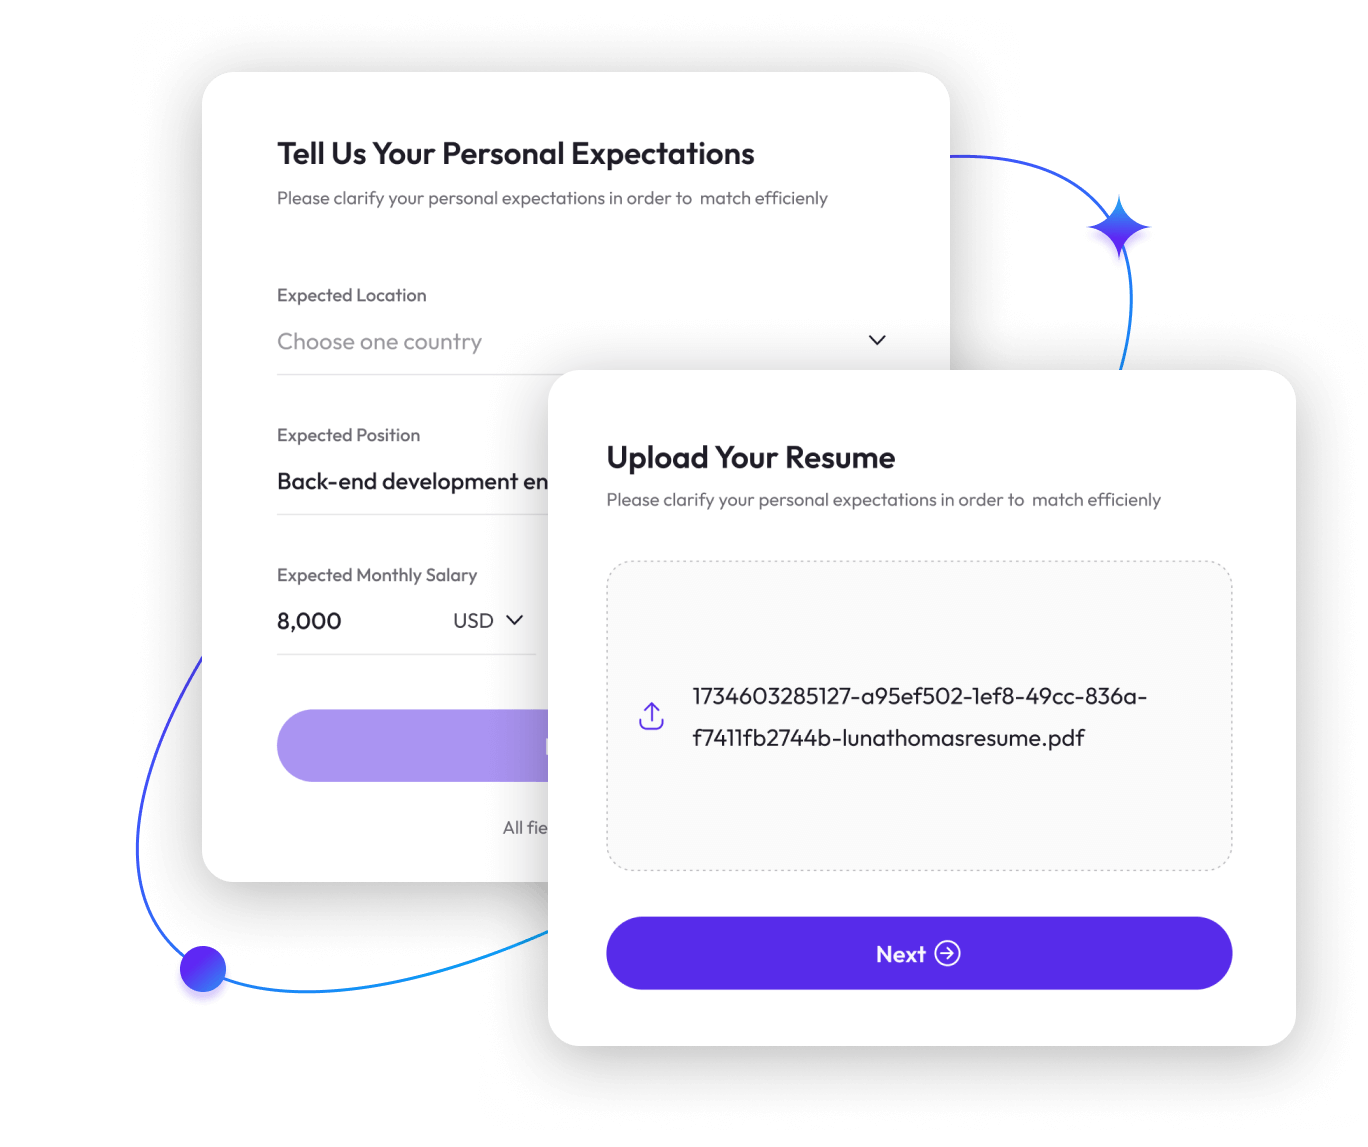 Tell Us Your Personal Expectations
Please clarify your personal expectations in order to match efficienly
Expected Location
Choose one country
Expected Position
Back-end development en
Expected Monthly Salary
8,000 USD
All fie
Upload Your Resume
Please clarify your personal expectations in order to match efficienly
1734603285127-a95ef502-1ef8-49cc-836a-
f7411fb2744b-lunathomasresume.pdf
Next